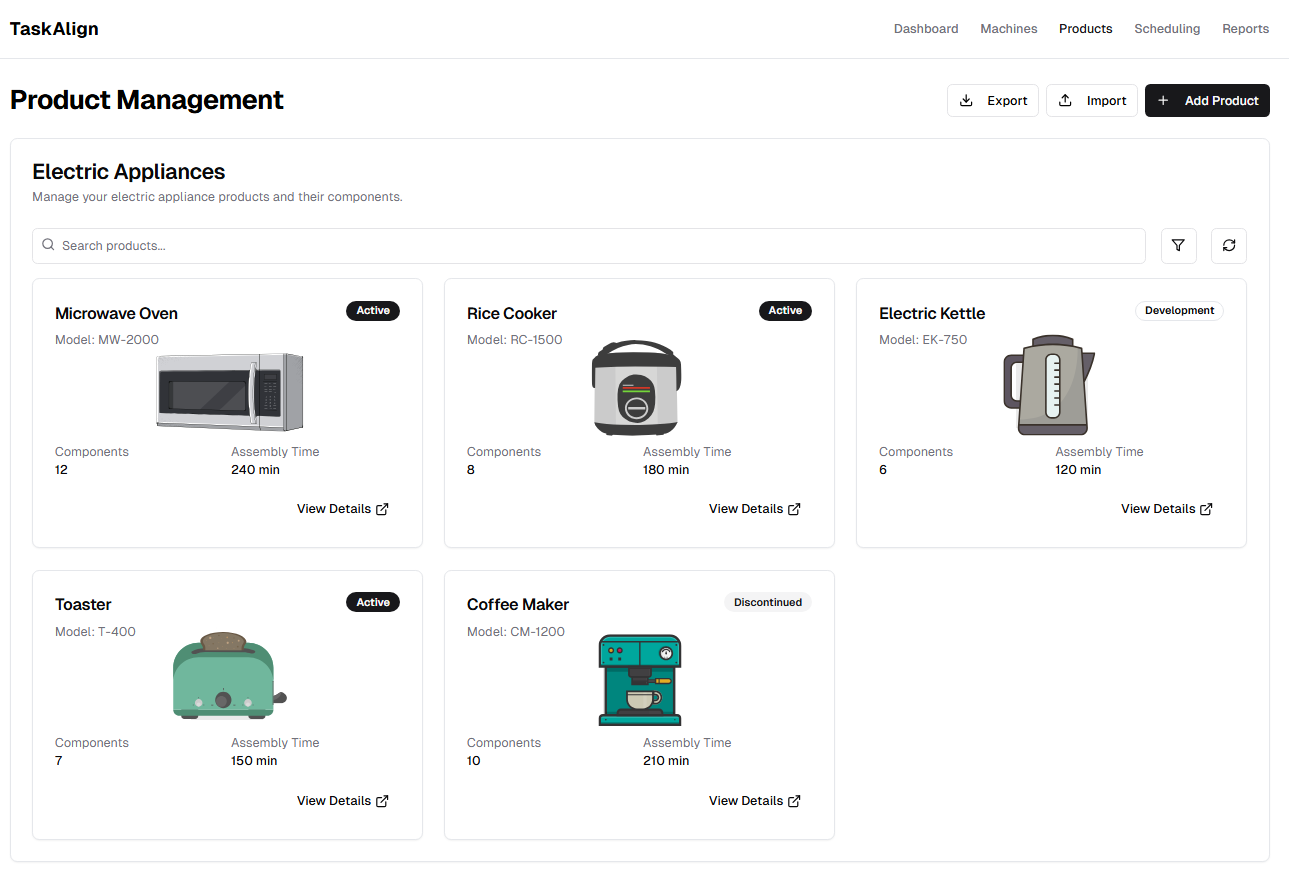 TaskAlign
Dashboard Machines Products Scheduling Reports
Product Management
Export Import Add Product
Electric Appliances
Manage your electric appliance products and their components.
Search products...
Microwave Oven Active
Model: MW-2000
Components Assembly Time
12 240 min
View Details
Rice Cooker Active
Model: RC-1500
Components Assembly Time
8 180 min
View Details
Electric Kettle Development
Model: EK-750
Components Assembly Time
6 120 min
View Details
Toaster Active
Model: T-400
Components Assembly Time
7 150 min
View Details
Coffee Maker Discontinued
Model: CM-1200
Components Assembly Time
10 210 min
View Details